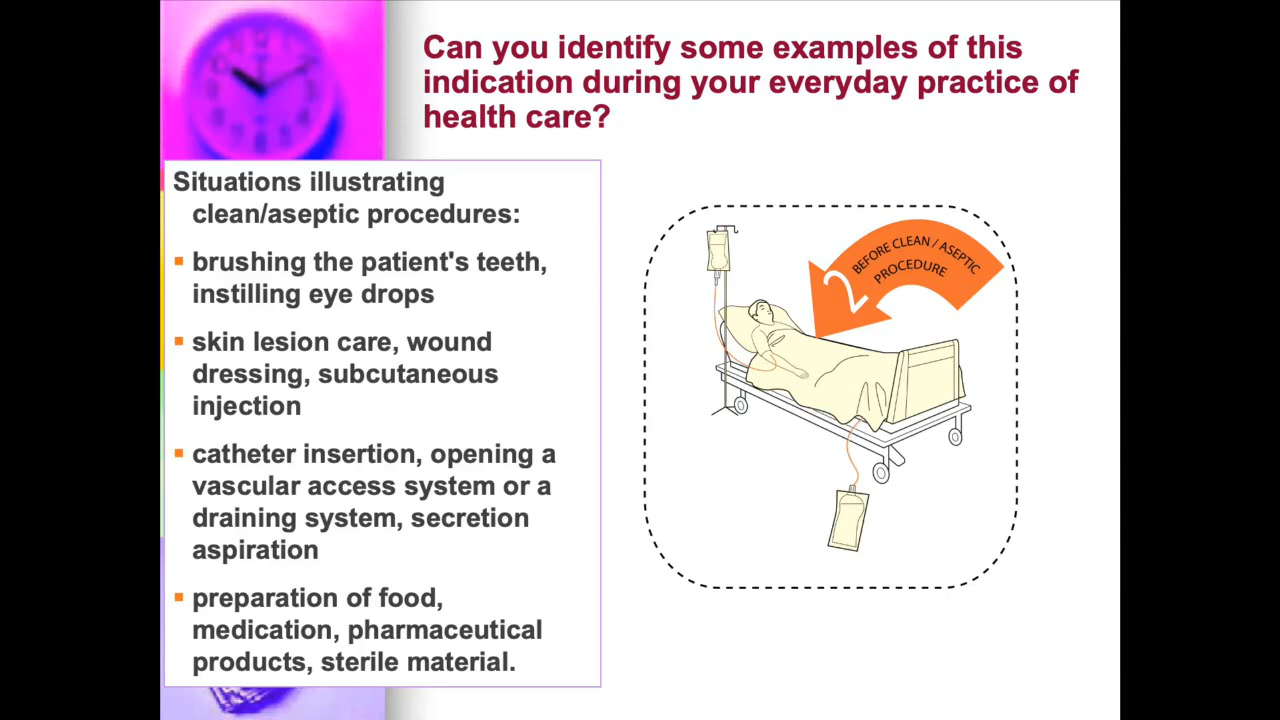 Can you identify some examples of this
indication during your everyday practice of
health care?
Situations illustrating
clean/aseptic procedures:
▪ brushing the patient's teeth,
instilling eye drops
▪ skin lesion care, wound
dressing, subcutaneous
injection
▪ catheter insertion, opening a
vascular access system or a
draining system, secretion
aspiration
▪ preparation of food,
medication, pharmaceutical
products, sterile material.
2
BEFORE CLEAN / ASEPTIC
PROCEDURE